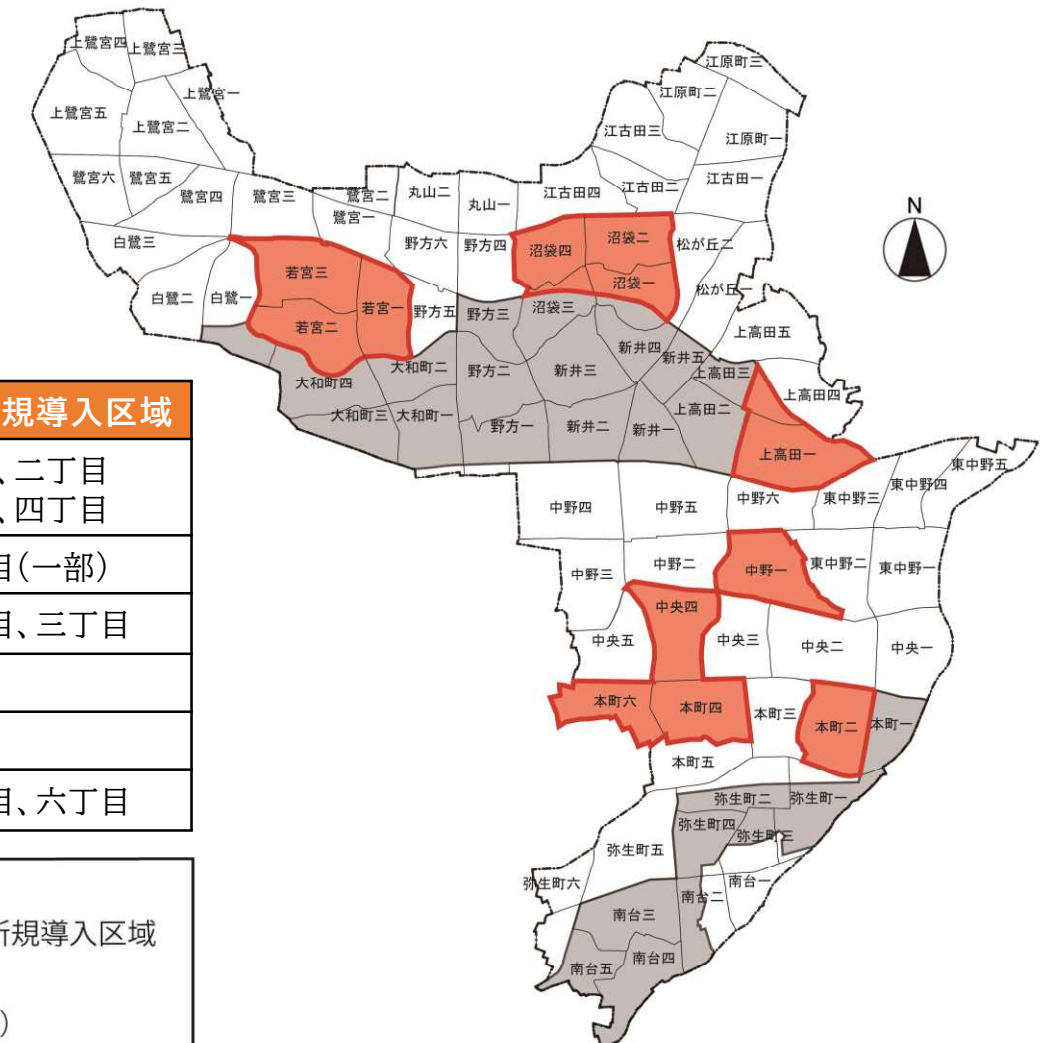 上鷺宮四
上鷺宮三
上鷺宮一
上鷺宮五
上鷺宮二
江原町三
江原町二
江古田三
江原町一
鷺宮六
鷺宮五
鷺宮四
鷺宮三
鷺宮二
鷺宮一
丸山二
丸山一
江古田四
江古田二
江古田一
N
白鷺三
白鷺二
白鷺一
若宮三
若宮一
若宮二
野方六
野方四
野方五
沼袋四
沼袋二
沼袋一
松が丘二
松が丘一
野方三
沼袋三
上高田五
大和町四
大和町二
野方二
新井三
新井四
新井五
上高田三
上高田四
大和町三
大和町一
野方一
新井二
新井一
上高田二
上高田一
規導入区域
、二丁目
、四丁目
目(一部)
目、三丁目
目、六丁目
中野四
中野五
中野六
東中野三
東中野四
東中野五
中野三
中野二
中野一
東中野二
東中野一
中央五
中央四
中央三
中央二
中央一
本町六
本町四
本町三
本町二
本町一
本町五
弥生町二
弥生町一
弥生町四
弥生町三
弥生町五
弥生町六
南台一
南台二
南台三
南台四
南台五
新規導入区域
)